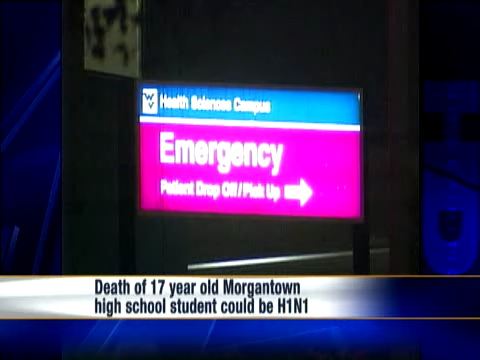 WV
Health Sciences Campus
Emergency
Patient Drop Off/Pick Up
Death of 17 year old Morgantown
high school student could be H1N1